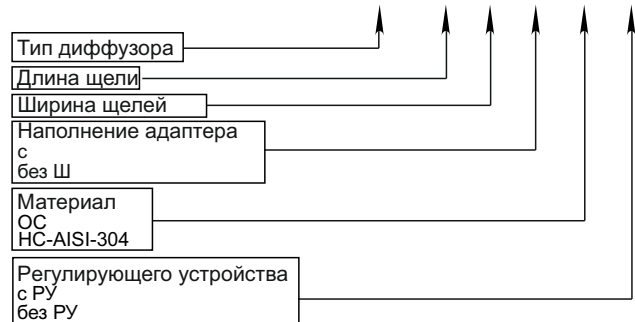 Тип диффузора
Длина щели
Ширина щелей
Наполнение адаптера
с
без Ш
Материал
ОС
НС-AISI-304
Регулирующего устройства
с РУ
без РУ